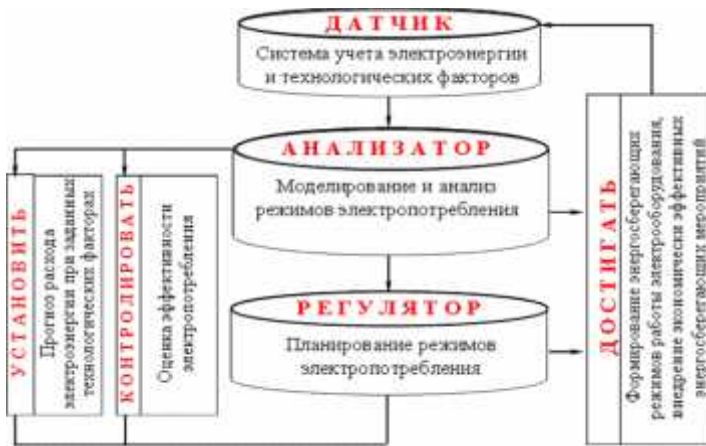 ДАТЧИК
Система учета электроэнергии
и технологических факторов
АНАЛИЗАТОР
Моделирование и анализ
режимов электропотребления
РЕГУЛЯТОР
Планирование режимов
электропотребления
УСТАНОВИТЬ
Прогноз расхода
электроэнергии при заданных
технологических факторах
КОНТРОЛИРОВАТЬ
Оценка эффективности
электропотребления
ДОСТИГАТЬ
Формирование энергосберегающих
режимов работы электрооборудования,
внедрение экономически эффективных
энергосберегающих мероприятий